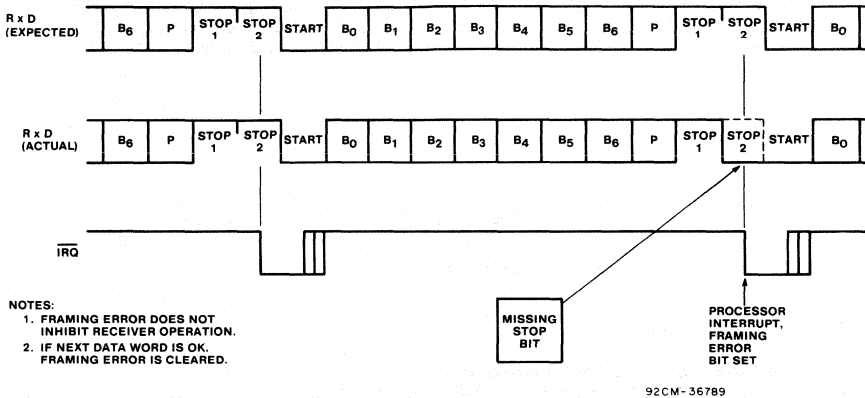 R x D
(EXPECTED)
B6 P STOP 1 STOP 2 START B0 B1 B2 B3 B4 B5 B6 P STOP 1 STOP 2 START B0
R x D
(ACTUAL)
B6 P STOP 1 STOP 2 START B0 B1 B2 B3 B4 B5 B6 P STOP 1 STOP 2 START B0
IRQ
NOTES:
1. FRAMING ERROR DOES NOT
INHIBIT RECEIVER OPERATION.
2. IF NEXT DATA WORD IS OK.
FRAMING ERROR IS CLEARED.
MISSING
STOP
BIT
PROCESSOR
INTERRUPT,
FRAMING
ERROR
BIT SET
92CM-36789